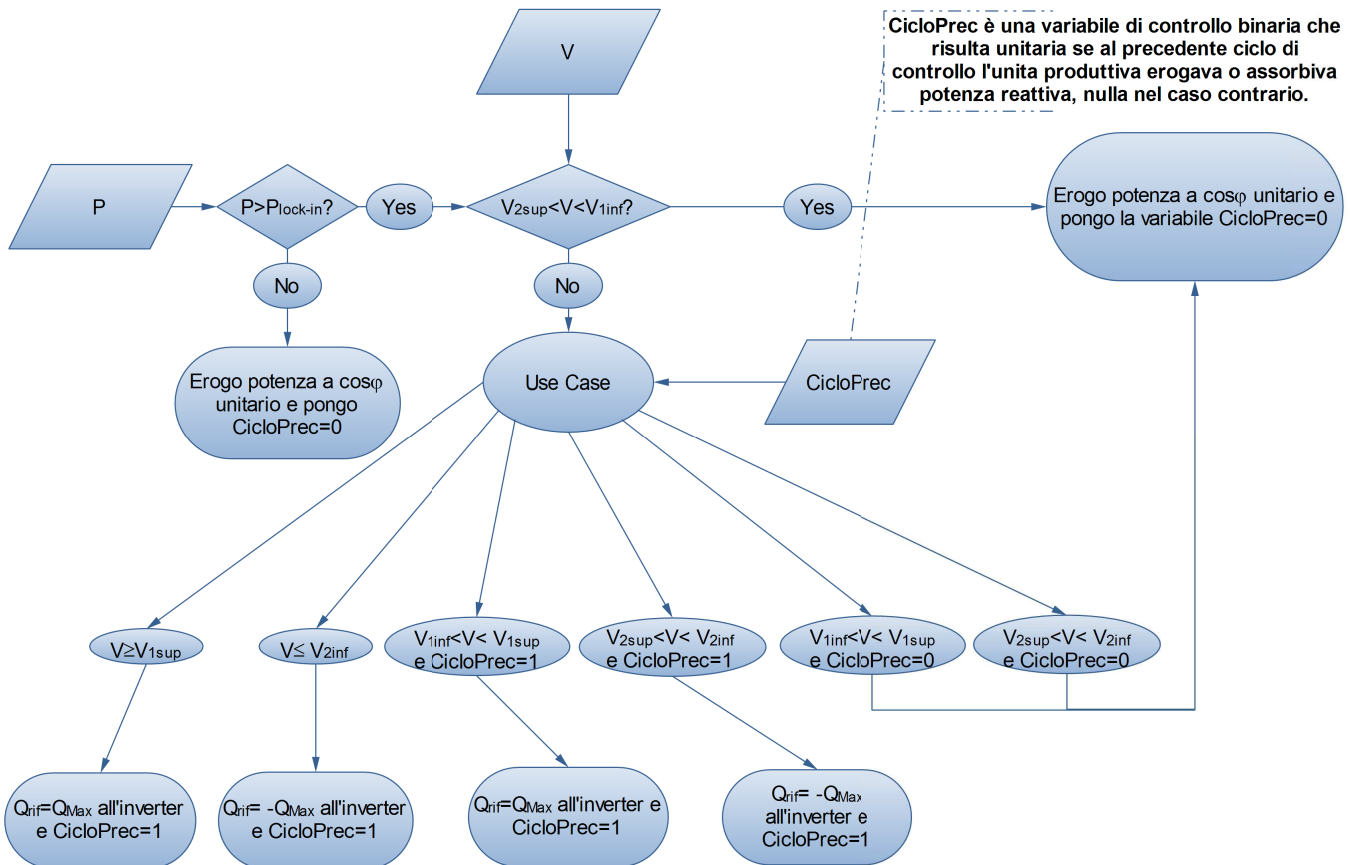 CicloPrec è una variabile di controllo binaria che
risulta unitaria se al precedente ciclo di
controllo l'unita produttiva erogava o assorbiva
potenza reattiva, nulla nel caso contrario.
V
P
P>Plock-in?
Yes
V2sup<V<V1inf?
Yes
Erogo potenza a cosφ unitario e
pongo la variabile CicloPrec=0
No
No
Erogo potenza a cosφ
unitario e pongo
CicloPrec=0
Use Case
CicloPrec
V≥V1sup
V≤ V2inf
V1inf<V< V1sup
e CicloPrec=1
V2sup<V< V2inf
e CicloPrec=1
V1inf<V< V1sup
e CicloPrec=0
V2sup<V< V2inf
e CicloPrec=0
Qrif=QMax all'inverter
e CicloPrec=1
Qrif= -QMax all'inverter
e CicloPrec=1
Qrif=QMax all'inverter e
CicloPrec=1
Qrif= -QMax
all'inverter e
CicloPrec=1